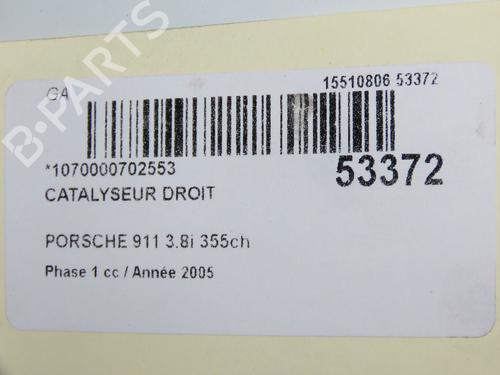 GA
15510806 53372
*1070000702553
53372
CATALYSEUR DROIT
PORSCHE 911 3.8i 355ch
Phase 1 cc / Année 2005
B-PARTS